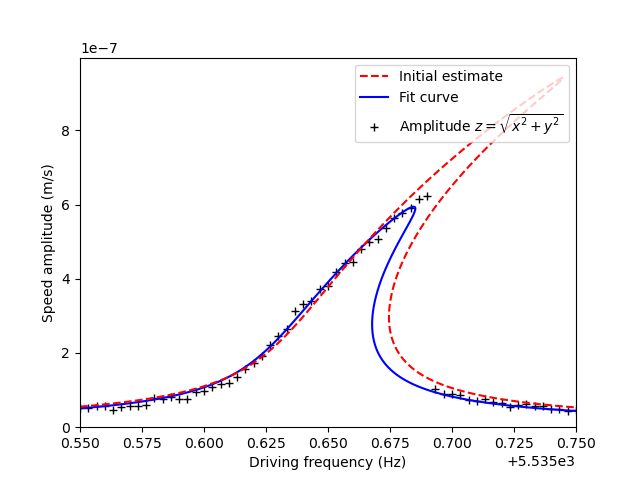 1e−7
Initial estimate
Fit curve
Amplitude z = √x² + y²
Speed amplitude (m/s)
8
6
4
2
0
0.550 0.575 0.600 0.625 0.650 0.675 0.700 0.725 0.750
Driving frequency (Hz)
+5.535e3